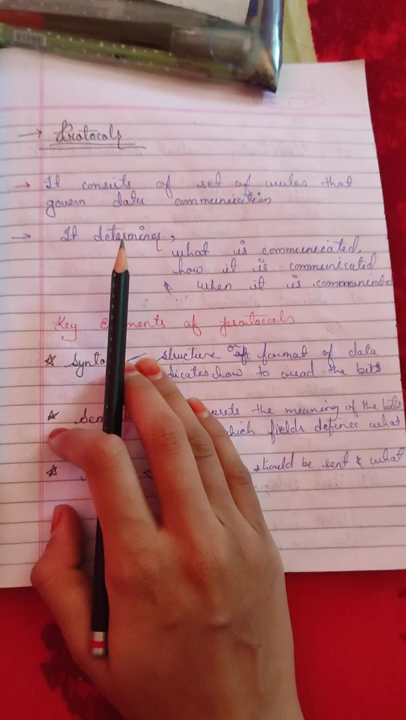 → Protocols
→ It consists of set of rules that
govern data communication
→ It determines,
what is communicated,
how it is communicated
& when it is communicated
Key Elements of protocols
☆ Syntax - structure or format of data
indicates how to read the bits
☆ the meaning of the bits
which fields defines what
☆ should be sent & what